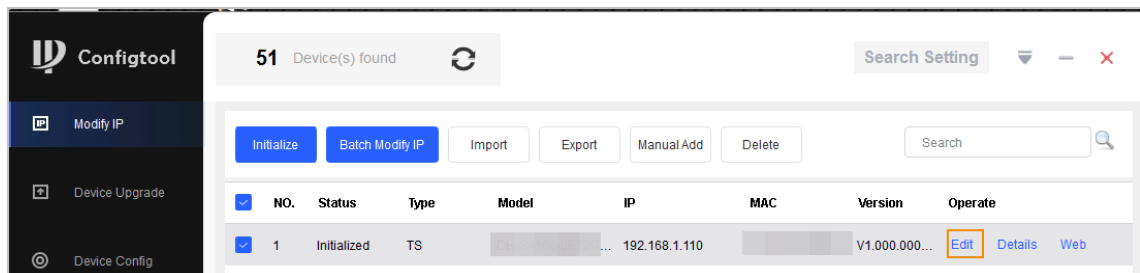 IP Configtool
51 Device(s) found
Search Setting
Modify IP
Initialize Batch Modify IP Import Export Manual Add Delete Search
Device Upgrade
NO. Status Type Model IP MAC Version Operate
1 Initialized TS ... 192.168.1.110 V1.000.000... Edit Details Web
Device Config